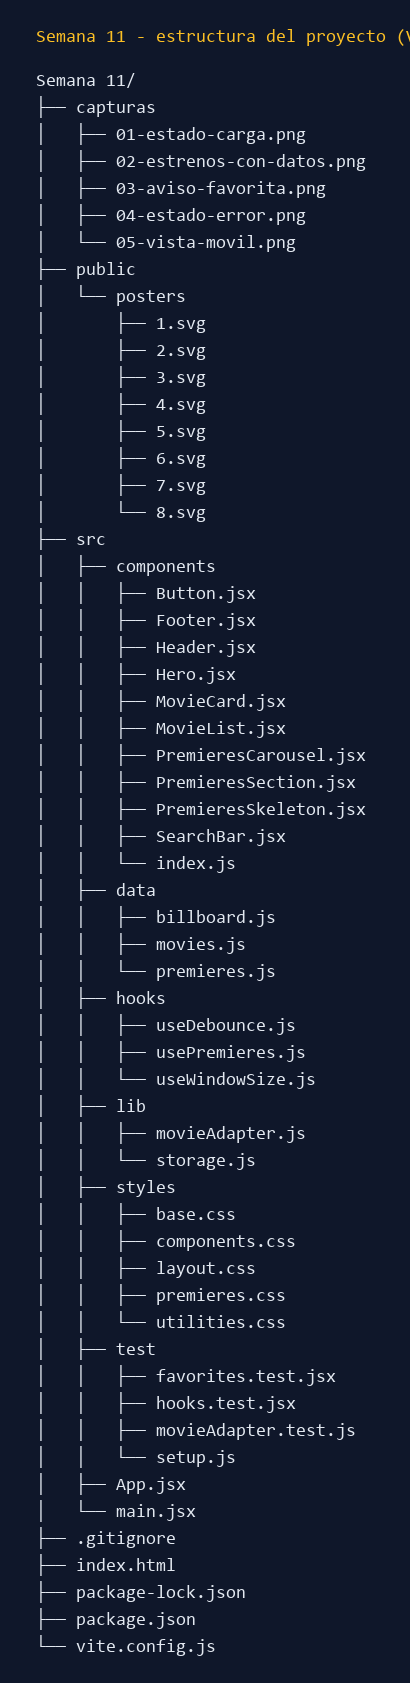 Semana 11 - estructura del proyecto (V
Semana 11/
├── capturas
│   ├── 01-estado-carga.png
│   ├── 02-estrenos-con-datos.png
│   ├── 03-aviso-favorita.png
│   ├── 04-estado-error.png
│   └── 05-vista-movil.png
├── public
│   └── posters
│       ├── 1.svg
│       ├── 2.svg
│       ├── 3.svg
│       ├── 4.svg
│       ├── 5.svg
│       ├── 6.svg
│       ├── 7.svg
│       └── 8.svg
├── src
│   ├── components
│   │   ├── Button.jsx
│   │   ├── Footer.jsx
│   │   ├── Header.jsx
│   │   ├── Hero.jsx
│   │   ├── MovieCard.jsx
│   │   ├── MovieList.jsx
│   │   ├── PremieresCarousel.jsx
│   │   ├── PremieresSection.jsx
│   │   ├── PremieresSkeleton.jsx
│   │   ├── SearchBar.jsx
│   │   └── index.js
│   ├── data
│   │   ├── billboard.js
│   │   ├── movies.js
│   │   └── premieres.js
│   ├── hooks
│   │   ├── useDebounce.js
│   │   ├── usePremieres.js
│   │   └── useWindowSize.js
│   ├── lib
│   │   ├── movieAdapter.js
│   │   └── storage.js
│   ├── styles
│   │   ├── base.css
│   │   ├── components.css
│   │   ├── layout.css
│   │   ├── premieres.css
│   │   └── utilities.css
│   ├── test
│   │   ├── favorites.test.jsx
│   │   ├── hooks.test.jsx
│   │   ├── movieAdapter.test.js
│   │   └── setup.js
│   ├── App.jsx
│   └── main.jsx
├── .gitignore
├── index.html
├── package-lock.json
├── package.json
└── vite.config.js